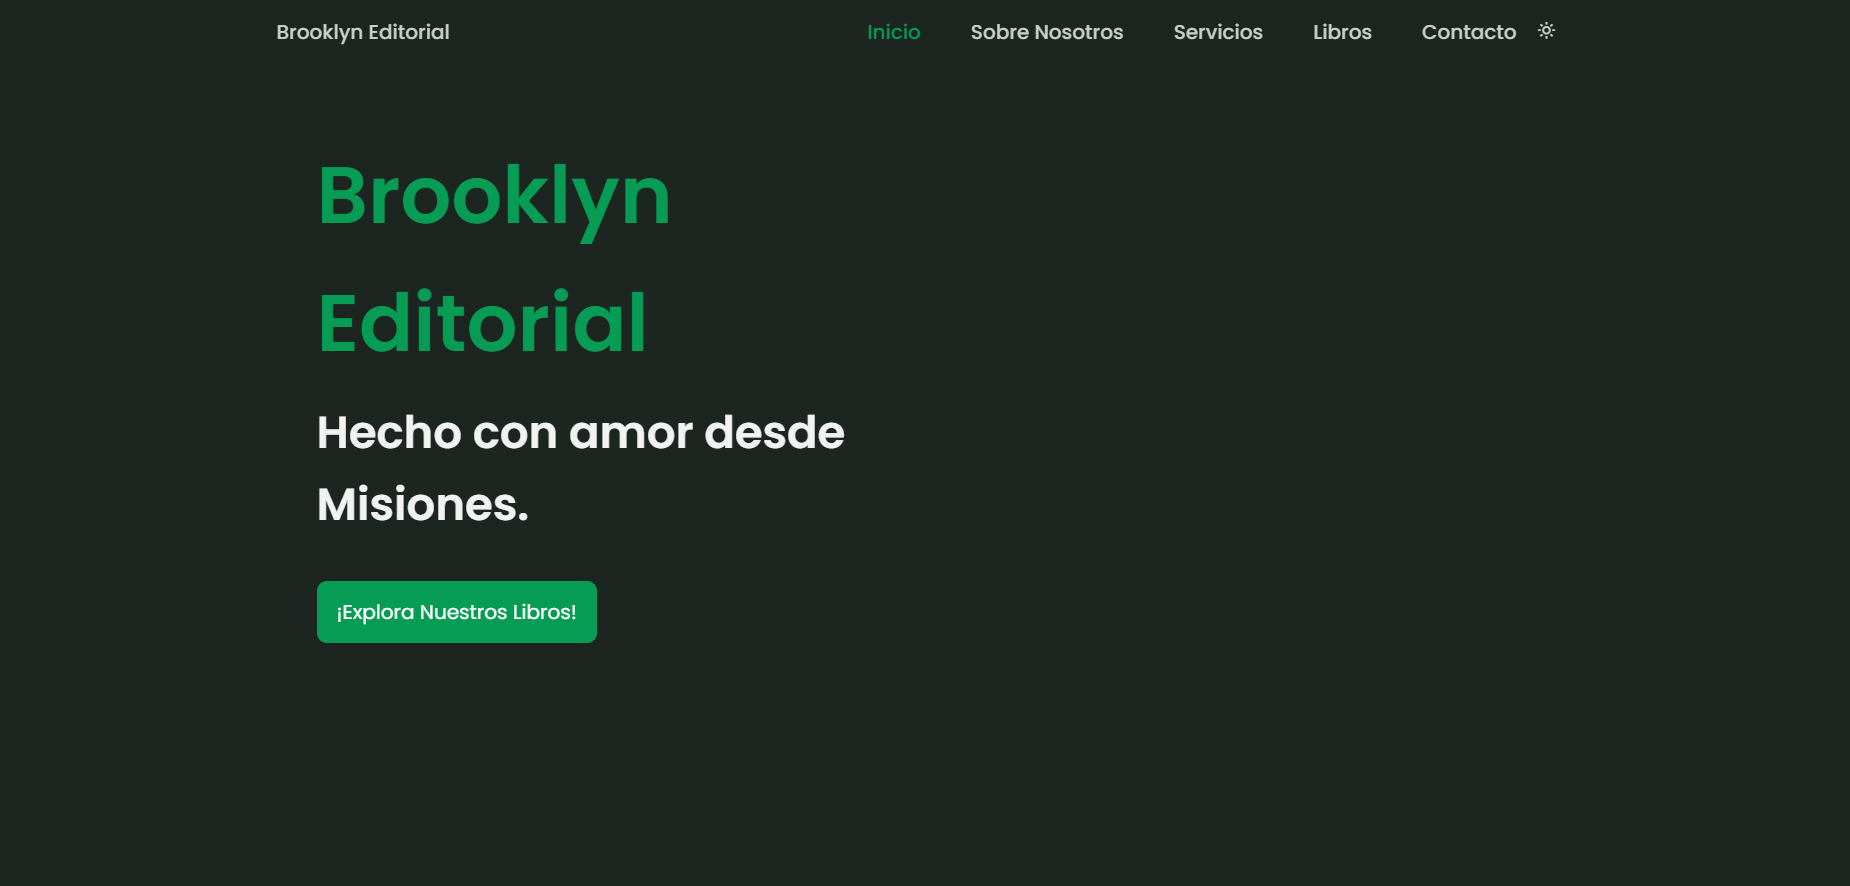 Brooklyn Editorial
Inicio Sobre Nosotros Servicios Libros Contacto
Brooklyn
Editorial
Hecho con amor desde
Misiones.
¡Explora Nuestros Libros!